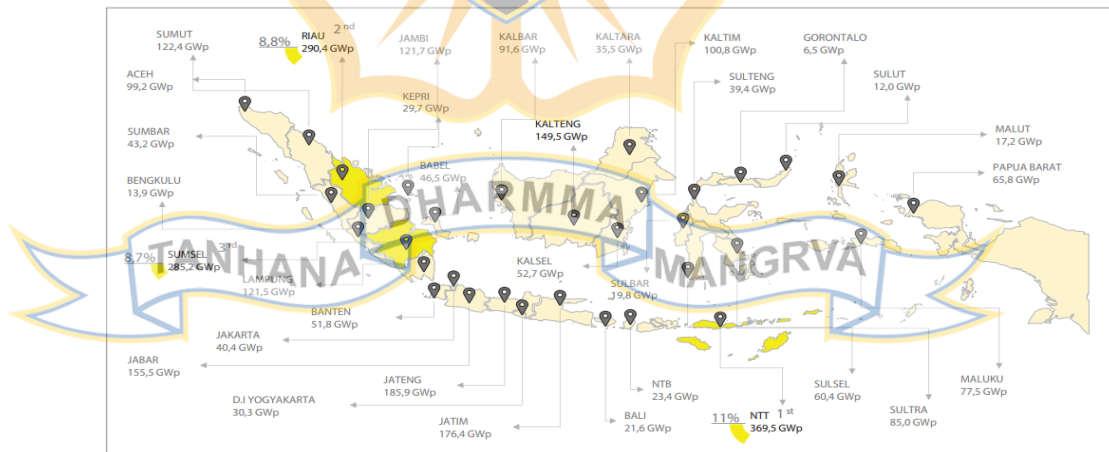 SUMUT
122,4 GWp
8,8%
RIAU 2nd
290,4 GWp
JAMBI
121,7 GWp
KALBAR
91,6 GWp
KALTARA
35,5 GWp
KALTIM
100,8 GWp
GORONTALO
6,5 GWp
ACEH
99,2 GWp
KEPRI
29,7 GWp
SULTENG
39,4 GWp
SULUT
12,0 GWp
SUMBAR
43,2 GWp
KALTENG
149,5 GWp
MALUT
17,2 GWp
BENGKULU
13,9 GWp
BABEL
46,5 GWp
PAPUA BARAT
65,8 GWp
TANHANA DHARMMA MANGRVA
8,7%
3rd
SUMSEL
285,2 GWp
LAMPUNG
121,5 GWp
KALSEL
52,7 GWp
SULBAR
19,8 GWp
BANTEN
51,8 GWp
JAKARTA
40,4 GWp
JABAR
155,5 GWp
JATENG
185,9 GWp
D.I YOGYAKARTA
30,3 GWp
JATIM
176,4 GWp
NTB
23,4 GWp
BALI
21,6 GWp
11%
NTT 1st
369,5 GWp
SULSEL
60,4 GWp
SULTRA
85,0 GWp
MALUKU
77,5 GWp